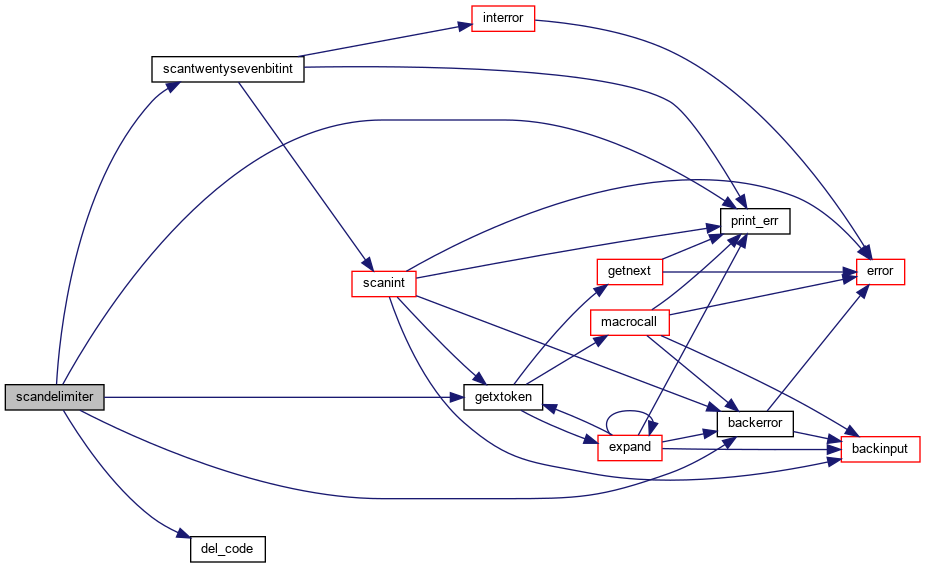 interror
scantwentysevenbitint
print_err
getnext
error
scanint
macrocall
scandelimiter
getxtoken
backerror
expand
backinput
del_code